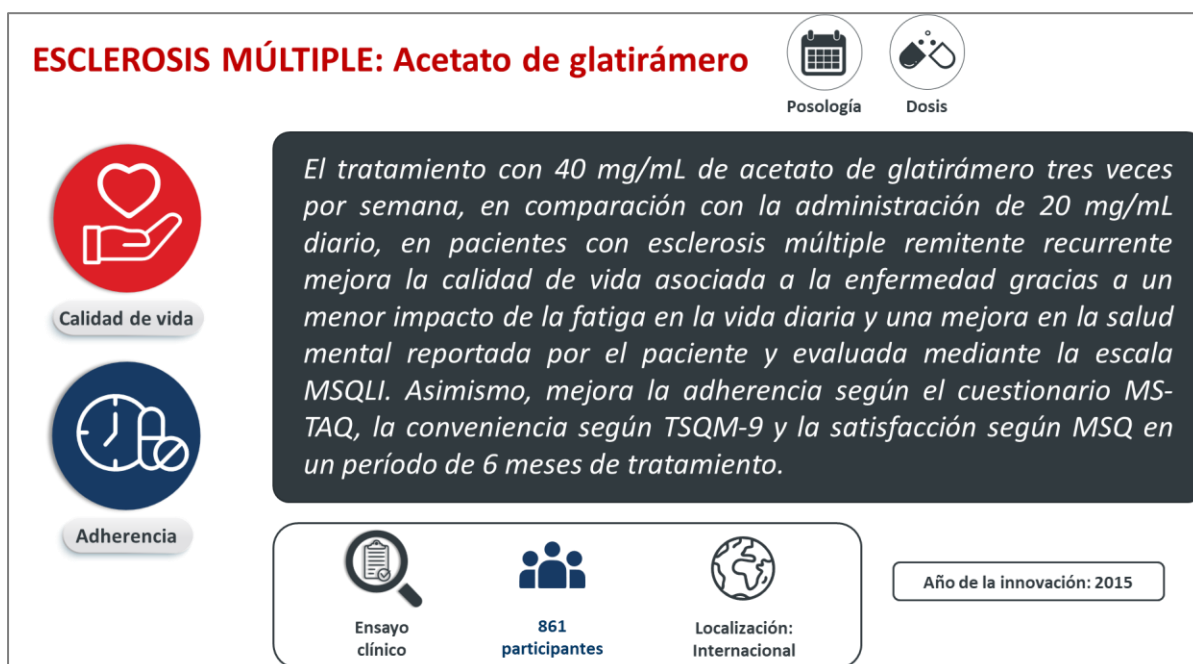 ESCLEROSIS MÚLTIPLE: Acetato de glatirámero
Posología
Dosis
Calidad de vida
Adherencia
El tratamiento con 40 mg/mL de acetato de glatirámero tres veces
por semana, en comparación con la administración de 20 mg/mL
diario, en pacientes con esclerosis múltiple remitente recurrente
mejora la calidad de vida asociada a la enfermedad gracias a un
menor impacto de la fatiga en la vida diaria y una mejora en la salud
mental reportada por el paciente y evaluada mediante la escala
MSQLI. Asimismo, mejora la adherencia según el cuestionario MS-
TAQ, la conveniencia según TSQM-9 y la satisfacción según MSQ en
un período de 6 meses de tratamiento.
Ensayo
clínico
861
participantes
Localización:
Internacional
Año de la innovación: 2015